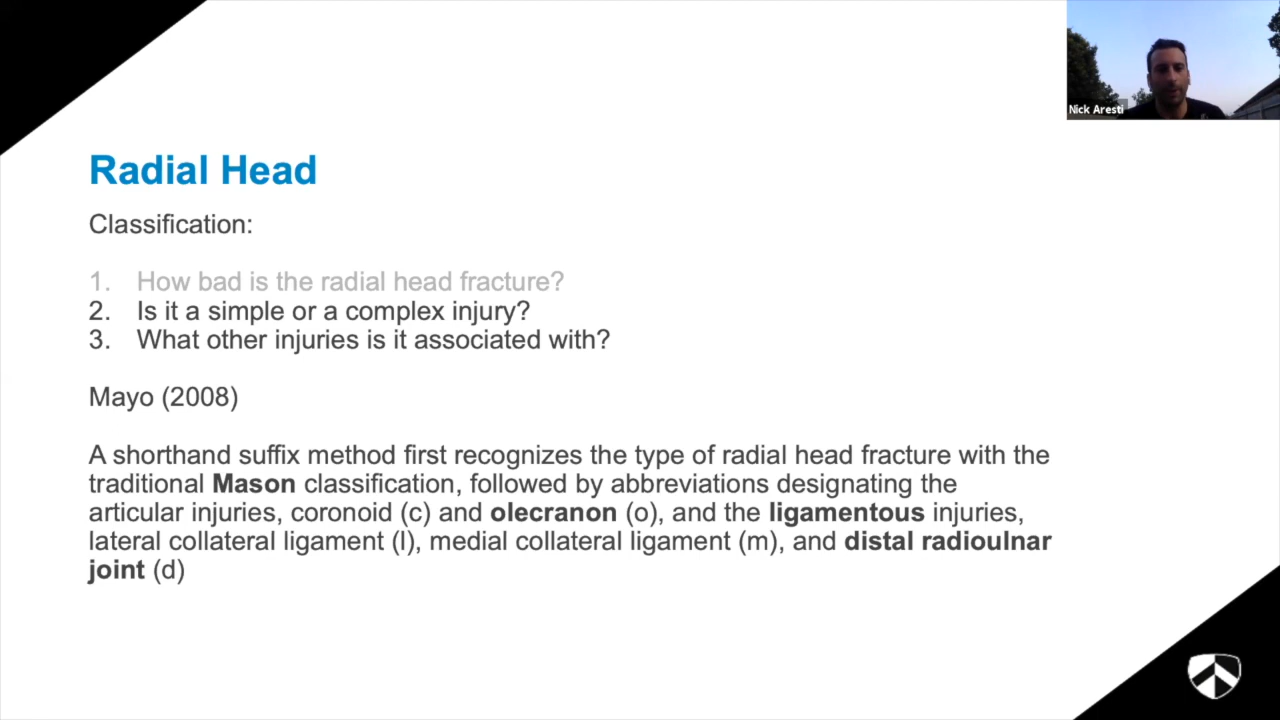 Nick Aresti
Radial Head
Classification:
1. How bad is the radial head fracture?
2. Is it a simple or a complex injury?
3. What other injuries is it associated with?
Mayo (2008)
A shorthand suffix method first recognizes the type of radial head fracture with the
traditional Mason classification, followed by abbreviations designating the
articular injuries, coronoid (c) and olecranon (o), and the ligamentous injuries,
lateral collateral ligament (l), medial collateral ligament (m), and distal radioulnar
joint (d)